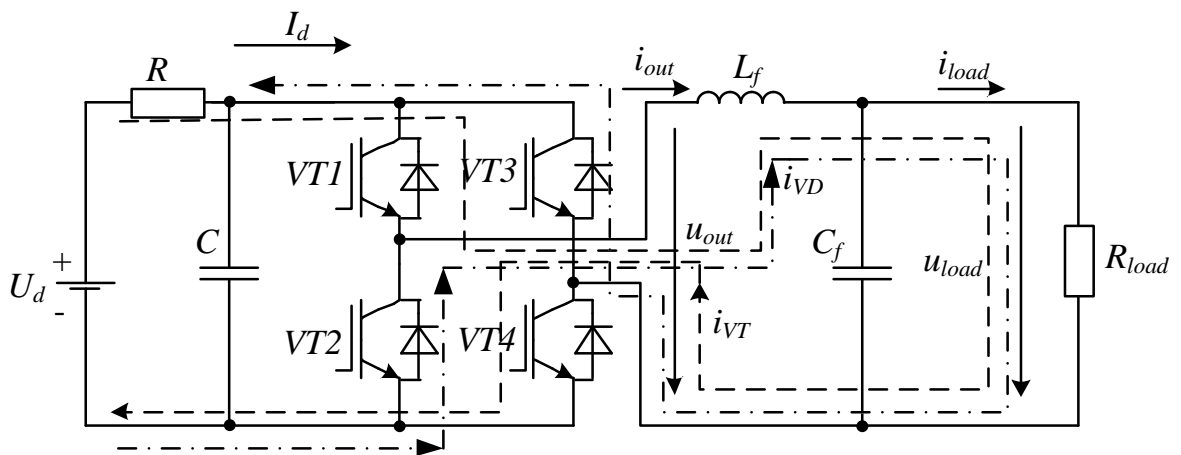 I_d
i_out
L_f
i_load
R
VT1
VT3
i_VD
C
u_out
C_f
u_load
R_load
+
U_d
-
VT2
VT4
i_VT